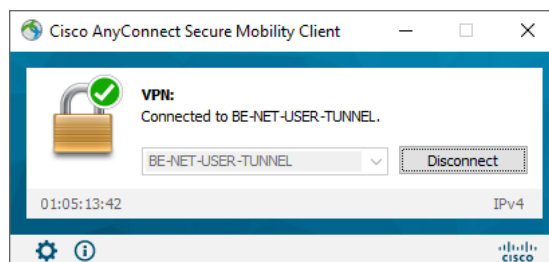 Cisco AnyConnect Secure Mobility Client
VPN:
Connected to BE-NET-USER-TUNNEL.
BE-NET-USER-TUNNEL
Disconnect
01:05:13:42
IPv4
CISCO